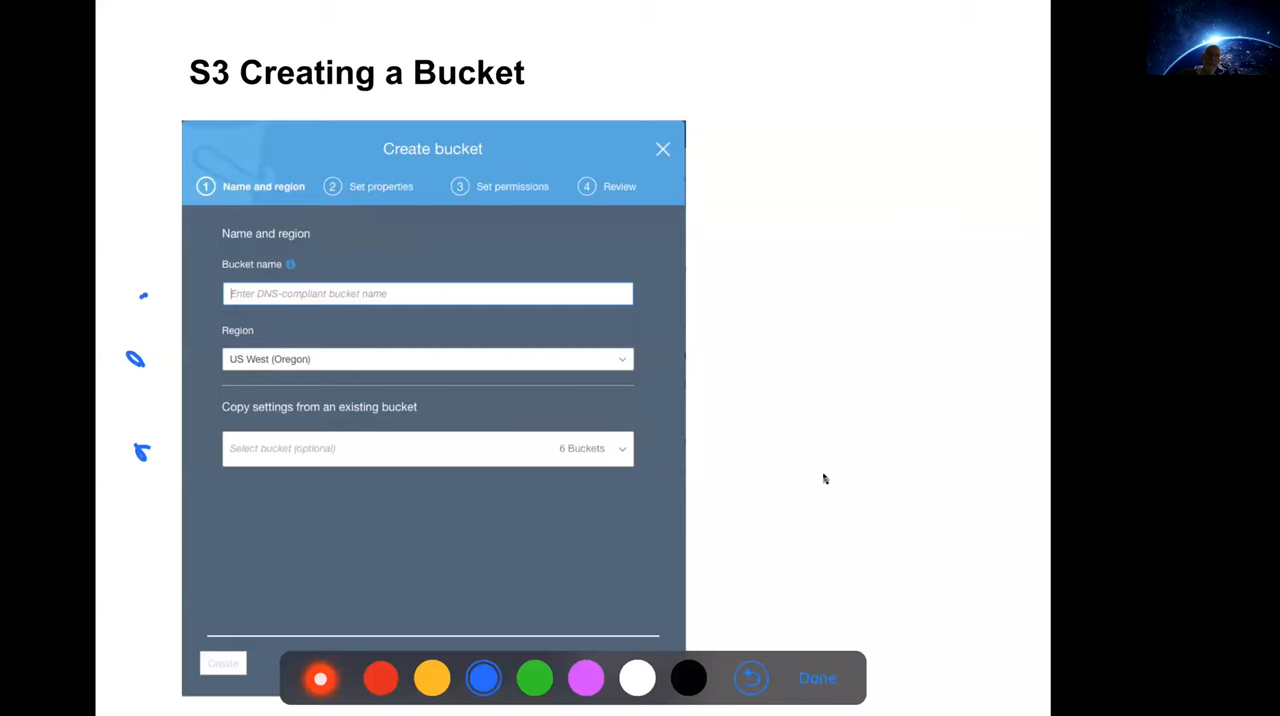 S3 Creating a Bucket
Create bucket
1 Name and region 2 Set properties 3 Set permissions 4 Review
Name and region
Bucket name
Enter DNS-compliant bucket name
Region
US West (Oregon)
Copy settings from an existing bucket
Select bucket (optional) 6 Buckets
Create
Done